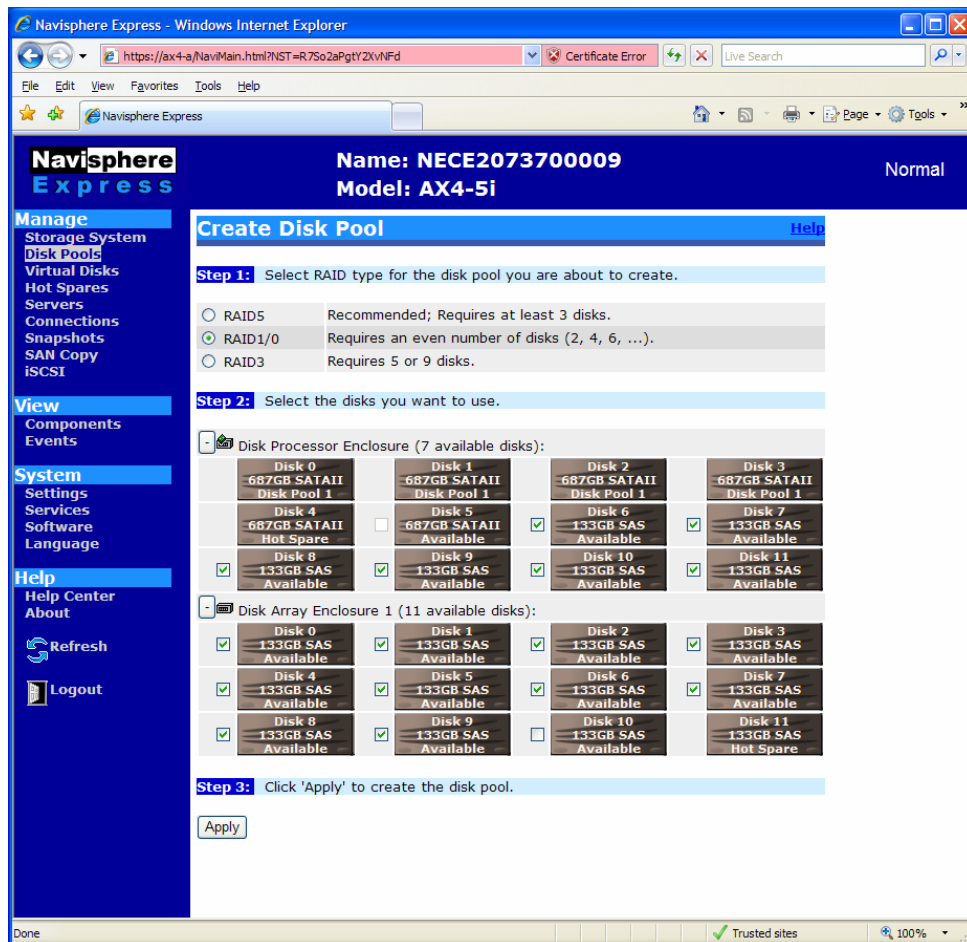 Navisphere Express - Windows Internet Explorer
https://ax4-a/NaviMain.html?NST=R7So2aPgtY2XvNFd
Certificate Error
Live Search
File Edit View Favorites Tools Help
Navisphere Express
Page Tools
Navisphere
Express
Name: NECE2073700009
Model: AX4-5i
Normal
Manage
Storage System
Disk Pools
Virtual Disks
Hot Spares
Servers
Connections
Snapshots
SAN Copy
iSCSI
View
Components
Events
System
Settings
Services
Software
Language
Help
Help Center
About
Refresh
Logout
Create Disk Pool Help
Step 1: Select RAID type for the disk pool you are about to create.
RAID5 Recommended; Requires at least 3 disks.
RAID1/0 Requires an even number of disks (2, 4, 6, ...).
RAID3 Requires 5 or 9 disks.
Step 2: Select the disks you want to use.
- Disk Processor Enclosure (7 available disks):
Disk 0 Disk 1 Disk 2 Disk 3
687GB SATAII 687GB SATAII 687GB SATAII 687GB SATAII
Disk Pool 1 Disk Pool 1 Disk Pool 1 Disk Pool 1
Disk 4 Disk 5 Disk 6 Disk 7
687GB SATAII 687GB SATAII 133GB SAS 133GB SAS
Hot Spare Available Available Available
Disk 8 Disk 9 Disk 10 Disk 11
133GB SAS 133GB SAS 133GB SAS 133GB SAS
Available Available Available Available
- Disk Array Enclosure 1 (11 available disks):
Disk 0 Disk 1 Disk 2 Disk 3
133GB SAS 133GB SAS 133GB SAS 133GB SAS
Available Available Available Available
Disk 4 Disk 5 Disk 6 Disk 7
133GB SAS 133GB SAS 133GB SAS 133GB SAS
Available Available Available Available
Disk 8 Disk 9 Disk 10 Disk 11
133GB SAS 133GB SAS 133GB SAS 133GB SAS
Available Available Available Hot Spare
Step 3: Click 'Apply' to create the disk pool.
Apply
Done
Trusted sites
100%